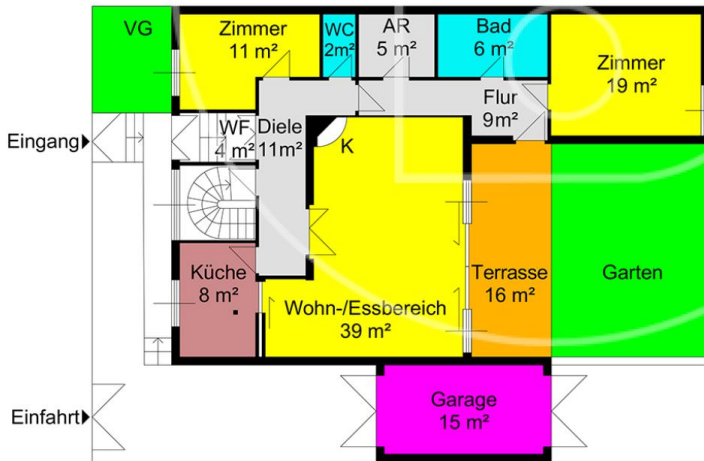 VG
Zimmer
11 m²
WC
2m²
AR
5 m²
Bad
6 m²
Zimmer
19 m²
Eingang
WF
4 m²
Diele
11m²
K
Flur
9m²
Küche
8 m²
Wohn-/Essbereich
39 m²
Terrasse
16 m²
Garten
Einfahrt
Garage
15 m²